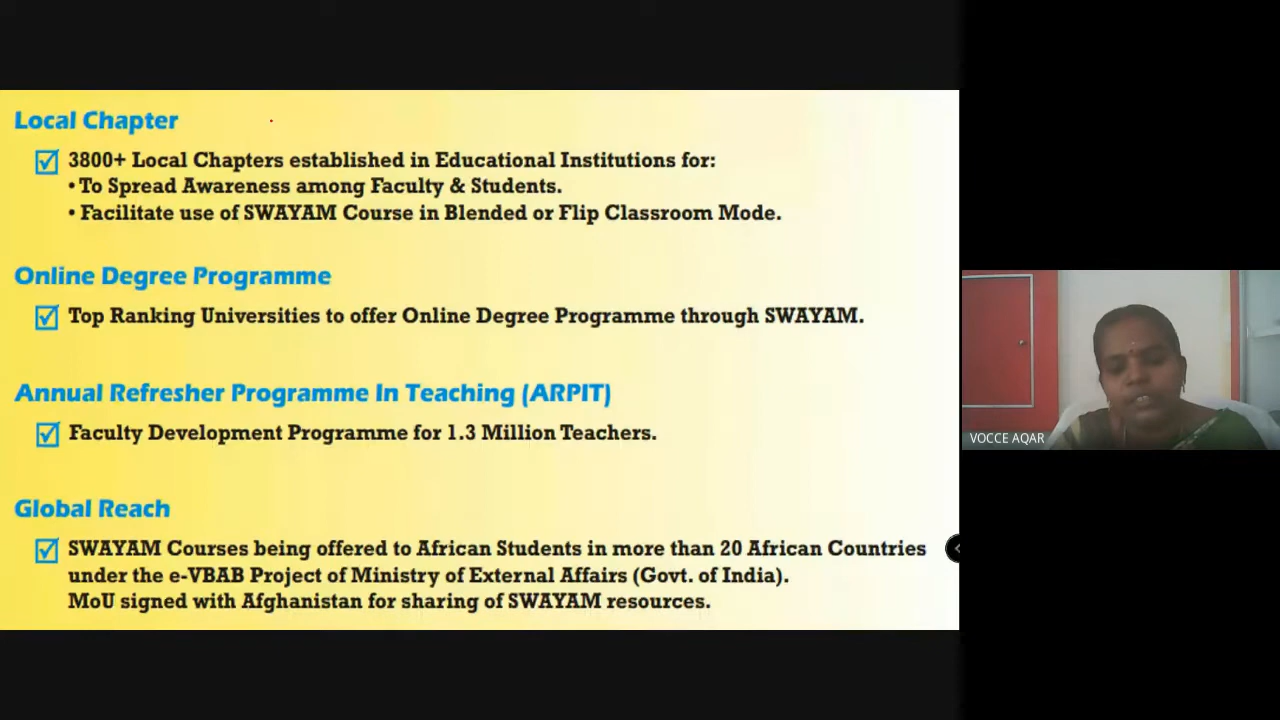 Local Chapter
3800+ Local Chapters established in Educational Institutions for:
• To Spread Awareness among Faculty & Students.
• Facilitate use of SWAYAM Course in Blended or Flip Classroom Mode.
Online Degree Programme
Top Ranking Universities to offer Online Degree Programme through SWAYAM.
Annual Refresher Programme In Teaching (ARPIT)
Faculty Development Programme for 1.3 Million Teachers.
Global Reach
SWAYAM Courses being offered to African Students in more than 20 African Countries
under the e-VBAB Project of Ministry of External Affairs (Govt. of India).
MoU signed with Afghanistan for sharing of SWAYAM resources.
VOCCE AQAR